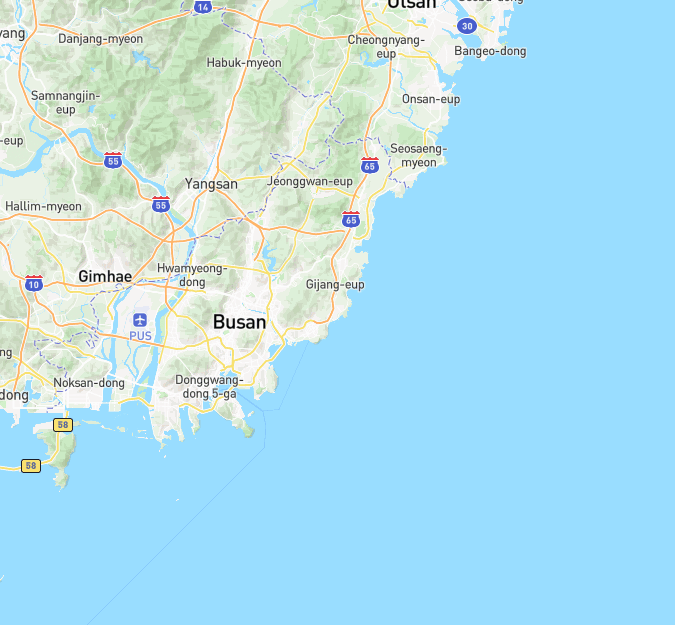 14
Ulsan
30
Danjang-myeon
Cheongnyang-
eup
Bangeo-dong
Habuk-myeon
Samnangjin-
eup
Onsan-eup
-eup
Seosaeng-
myeon
55
65
Yangsan
Jeonggwan-eup
Hallim-myeon
55
65
Gimhae
Hwamyeong-
dong
10
Gijang-eup
Busan
PUS
ng
Noksan-dong
Donggwang-
dong 5-ga
dong
58
58